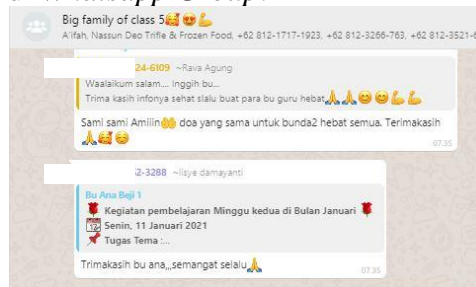 Whatsapp Group.
Big family of class 5🥰😍💪
A'ifah, Nassun Deo Trifle & Frozen Food, +62 812-1717-1923, +62 812-3266-763, +62 812-3521-6
24-6109 ~Rava Agung
Waalaikum salam.... Inggih bu...
Trima kasih infonya sehat slalu buat para bu guru hebat🙏🙏😊😊💪💪
Sami sami Amiiin🤲 doa yang sama untuk bunda2 hebat semua. Terimakasih
🙏🥰😊
07.35
52-3288 ~lisye damayanti
Bu Ana Beji 1
🌹 Kegiatan pembelajaran Minggu kedua di Bulan Januari 🌹
📆 Senin, 11 Januari 2021
📌 Tugas Tema :...
Trimakasih bu ana,,,semangat selalu🙏
07.35